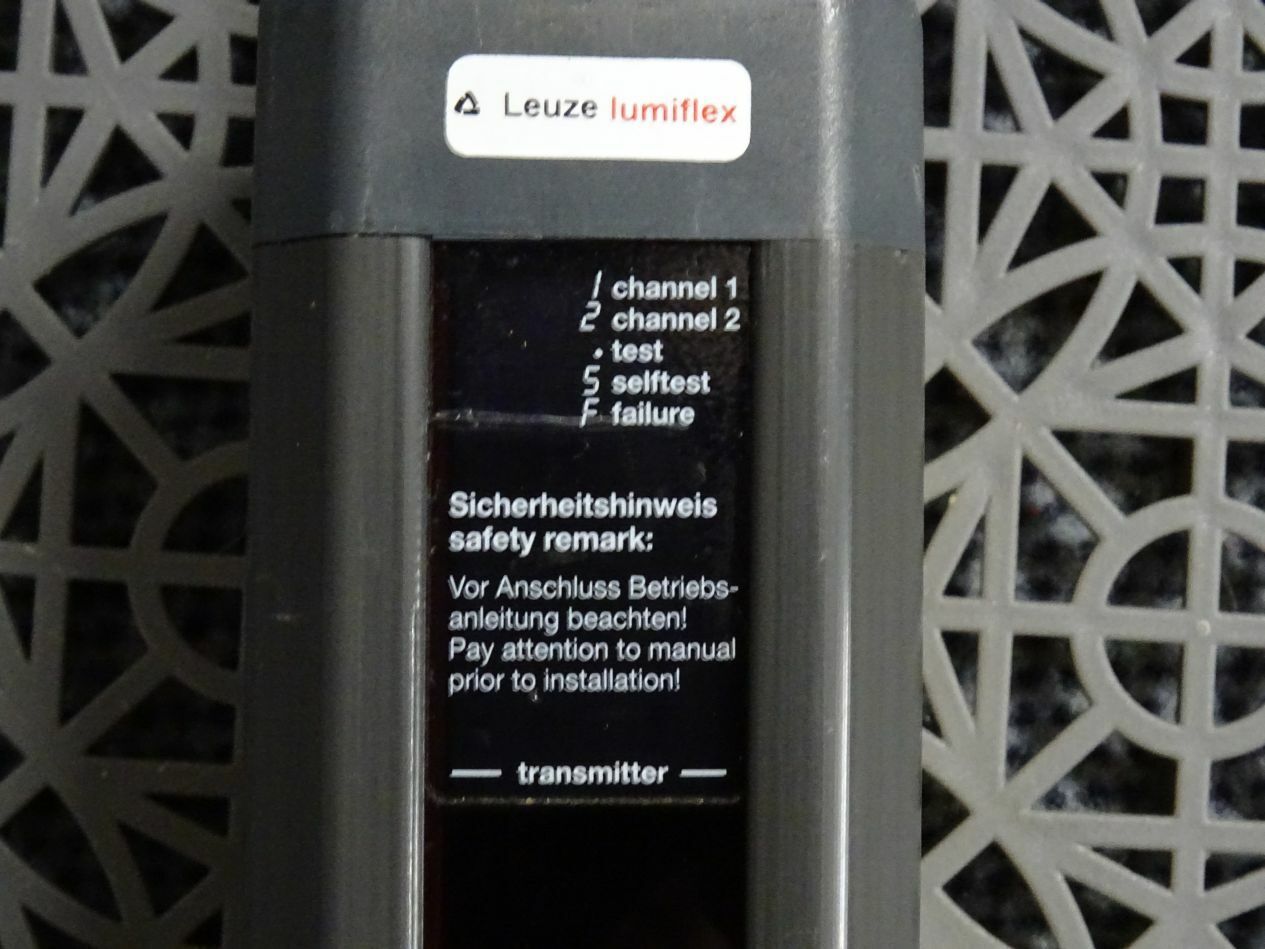 Leuze lumiflex
1 channel 1
2 channel 2
• test
S selftest
F failure
Sicherheitshinweis
safety remark:
Vor Anschluss Betriebs-
anleitung beachten!
Pay attention to manual
prior to installation!
— transmitter —